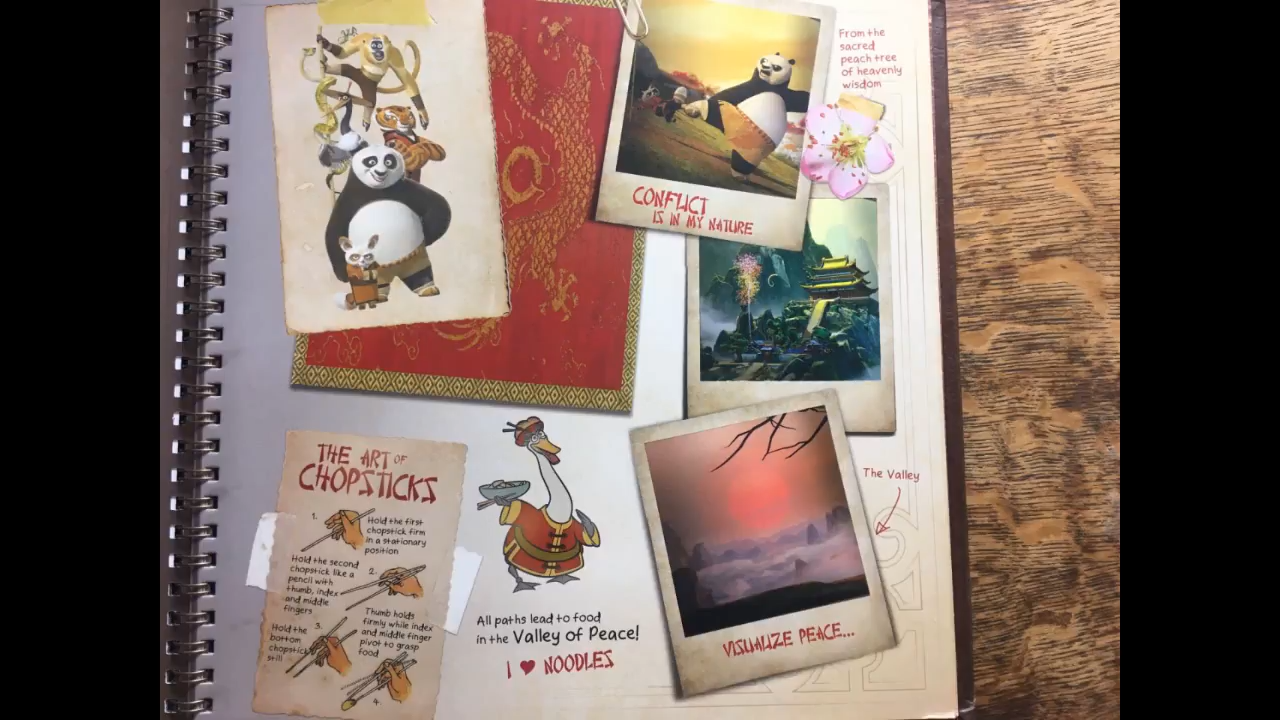 From the
sacred
peach tree
of heavenly
wisdom
CONFLICT
IS IN MY NATURE
THE ART OF
CHOPSTICKS
1.
Hold the first
chopstick firm
in a stationary
position
Hold the second
chopstick like a
pencil with
thumb, index
and middle
fingers
2.
Hold the
bottom
chopstick
still
3.
Thumb holds
firmly while index
and middle finger
pivot to grasp
food
4.
All paths lead to food
in the Valley of Peace!
I ♥ NOODLES
The Valley
VISUALIZE PEACE...